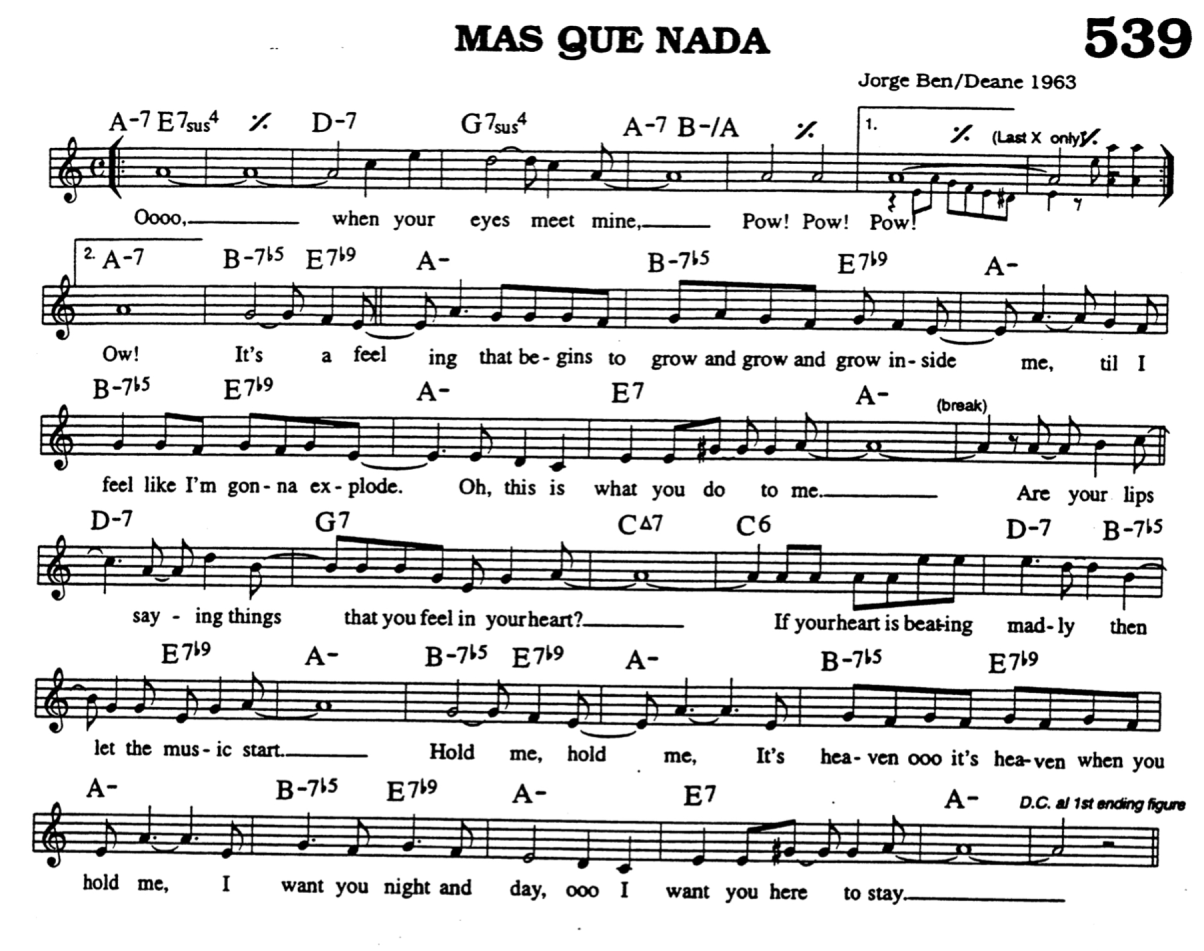 MAS QUE NADA
539
Jorge Ben/Deane 1963
A-7 E7sus4 D-7 G7sus4 A-7 B-/A 1. (Last X only)
Oooo, when your eyes meet mine, Pow! Pow! Pow!
2. A-7 B-7♭5 E7♭9 A- B-7♭5 E7♭9 A-
Ow! It's a feel ing that be - gins to grow and grow and grow in - side me, til I
B-7♭5 E7♭9 A- E7 A- (break)
feel like I'm gon - na ex - plode. Oh, this is what you do to me. Are your lips
D-7 G7 C∆7 C6 D-7 B-7♭5
say - ing things that you feel in your heart? If your heart is beat-ing mad - ly then
E7♭9 A- B-7♭5 E7♭9 A- B-7♭5 E7♭9
let the mus - ic start. Hold me, hold me, It's hea - ven ooo it's hea - ven when you
A- B-7♭5 E7♭9 A- E7 A- D.C. al 1st ending figure
hold me, I want you night and day, ooo I want you here to stay.